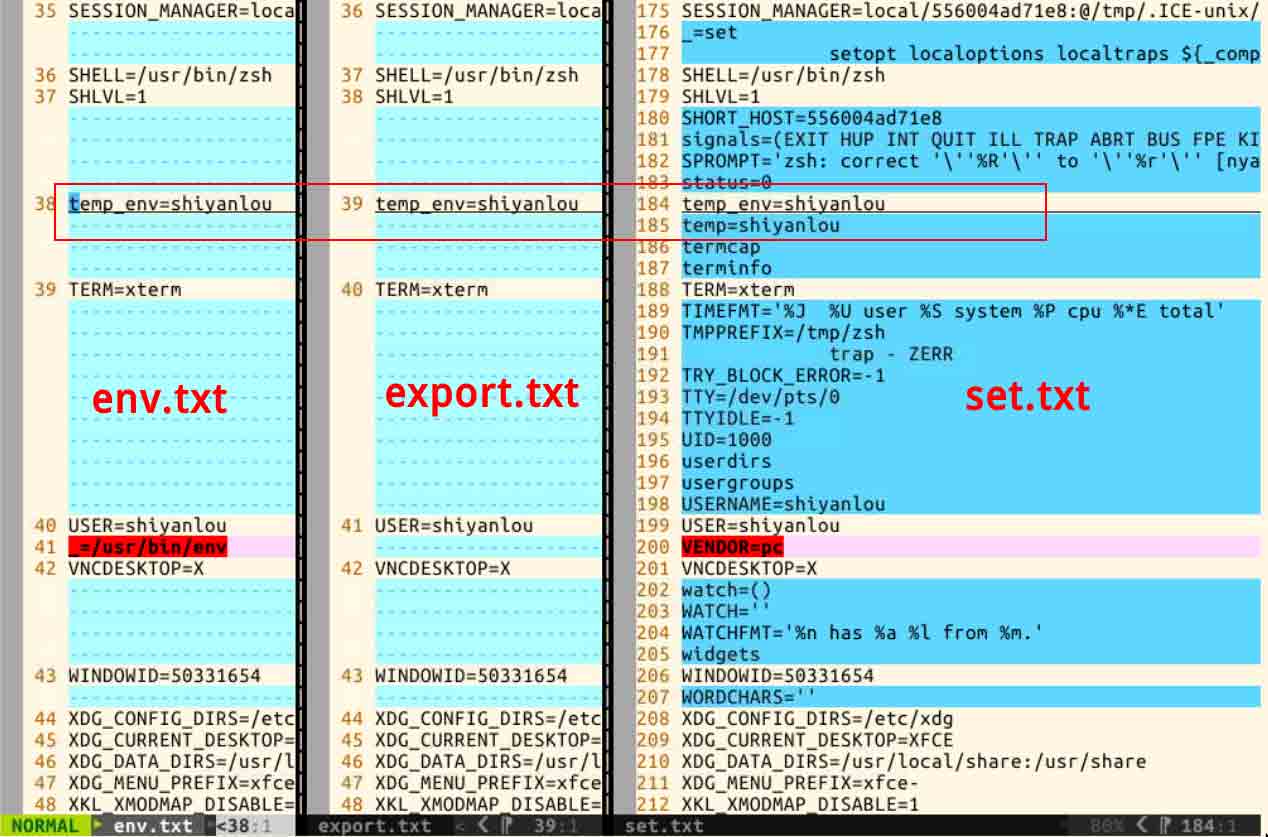 35 SESSION_MANAGER=loca
36 SHELL=/usr/bin/zsh
37 SHLVL=1
38 temp_env=shiyanlou
39 TERM=xterm
env.txt
40 USER=shiyanlou
41 _=/usr/bin/env
42 VNCDESKTOP=X
43 WINDOWID=50331654
44 XDG_CONFIG_DIRS=/etc
45 XDG_CURRENT_DESKTOP=
46 XDG_DATA_DIRS=/usr/l
47 XDG_MENU_PREFIX=xfce
48 XKL_XMODMAP_DISABLE=
36 SESSION_MANAGER=loca
37 SHELL=/usr/bin/zsh
38 SHLVL=1
39 temp_env=shiyanlou
40 TERM=xterm
export.txt
41 USER=shiyanlou
42 VNCDESKTOP=X
43 WINDOWID=50331654
44 XDG_CONFIG_DIRS=/etc
45 XDG_CURRENT_DESKTOP=
46 XDG_DATA_DIRS=/usr/l
47 XDG_MENU_PREFIX=xfce
48 XKL_XMODMAP_DISABLE=
175 SESSION_MANAGER=local/556004ad71e8:@/tmp/.ICE-unix/
176 _=set
177 setopt localoptions localtraps ${_comp
178 SHELL=/usr/bin/zsh
179 SHLVL=1
180 SHORT_HOST=556004ad71e8
181 signals=(EXIT HUP INT QUIT ILL TRAP ABRT BUS FPE KI
182 SPROMPT='zsh: correct '\''%R'\'' to '\''%r'\'' [nya
183 status=0
184 temp_env=shiyanlou
185 temp=shiyanlou
186 termcap
187 terminfo
188 TERM=xterm
189 TIMEFMT='%J %U user %S system %P cpu %*E total'
190 TMPPREFIX=/tmp/zsh
191 trap - ZERR
192 TRY_BLOCK_ERROR=-1
193 TTY=/dev/pts/0
194 TTYIDLE=-1
195 UID=1000
set.txt
196 userdirs
197 usergroups
198 USERNAME=shiyanlou
199 USER=shiyanlou
200 VENDOR=pc
201 VNCDESKTOP=X
202 watch=()
203 WATCH=''
204 WATCHFMT='%n has %a %l from %m.'
205 widgets
206 WINDOWID=50331654
207 WORDCHARS=''
208 XDG_CONFIG_DIRS=/etc/xdg
209 XDG_CURRENT_DESKTOP=XFCE
210 XDG_DATA_DIRS=/usr/local/share:/usr/share
211 XDG_MENU_PREFIX=xfce-
212 XKL_XMODMAP_DISABLE=1
NORMAL env.txt <38:1 export.txt < 39:1 set.txt 86% 184:1